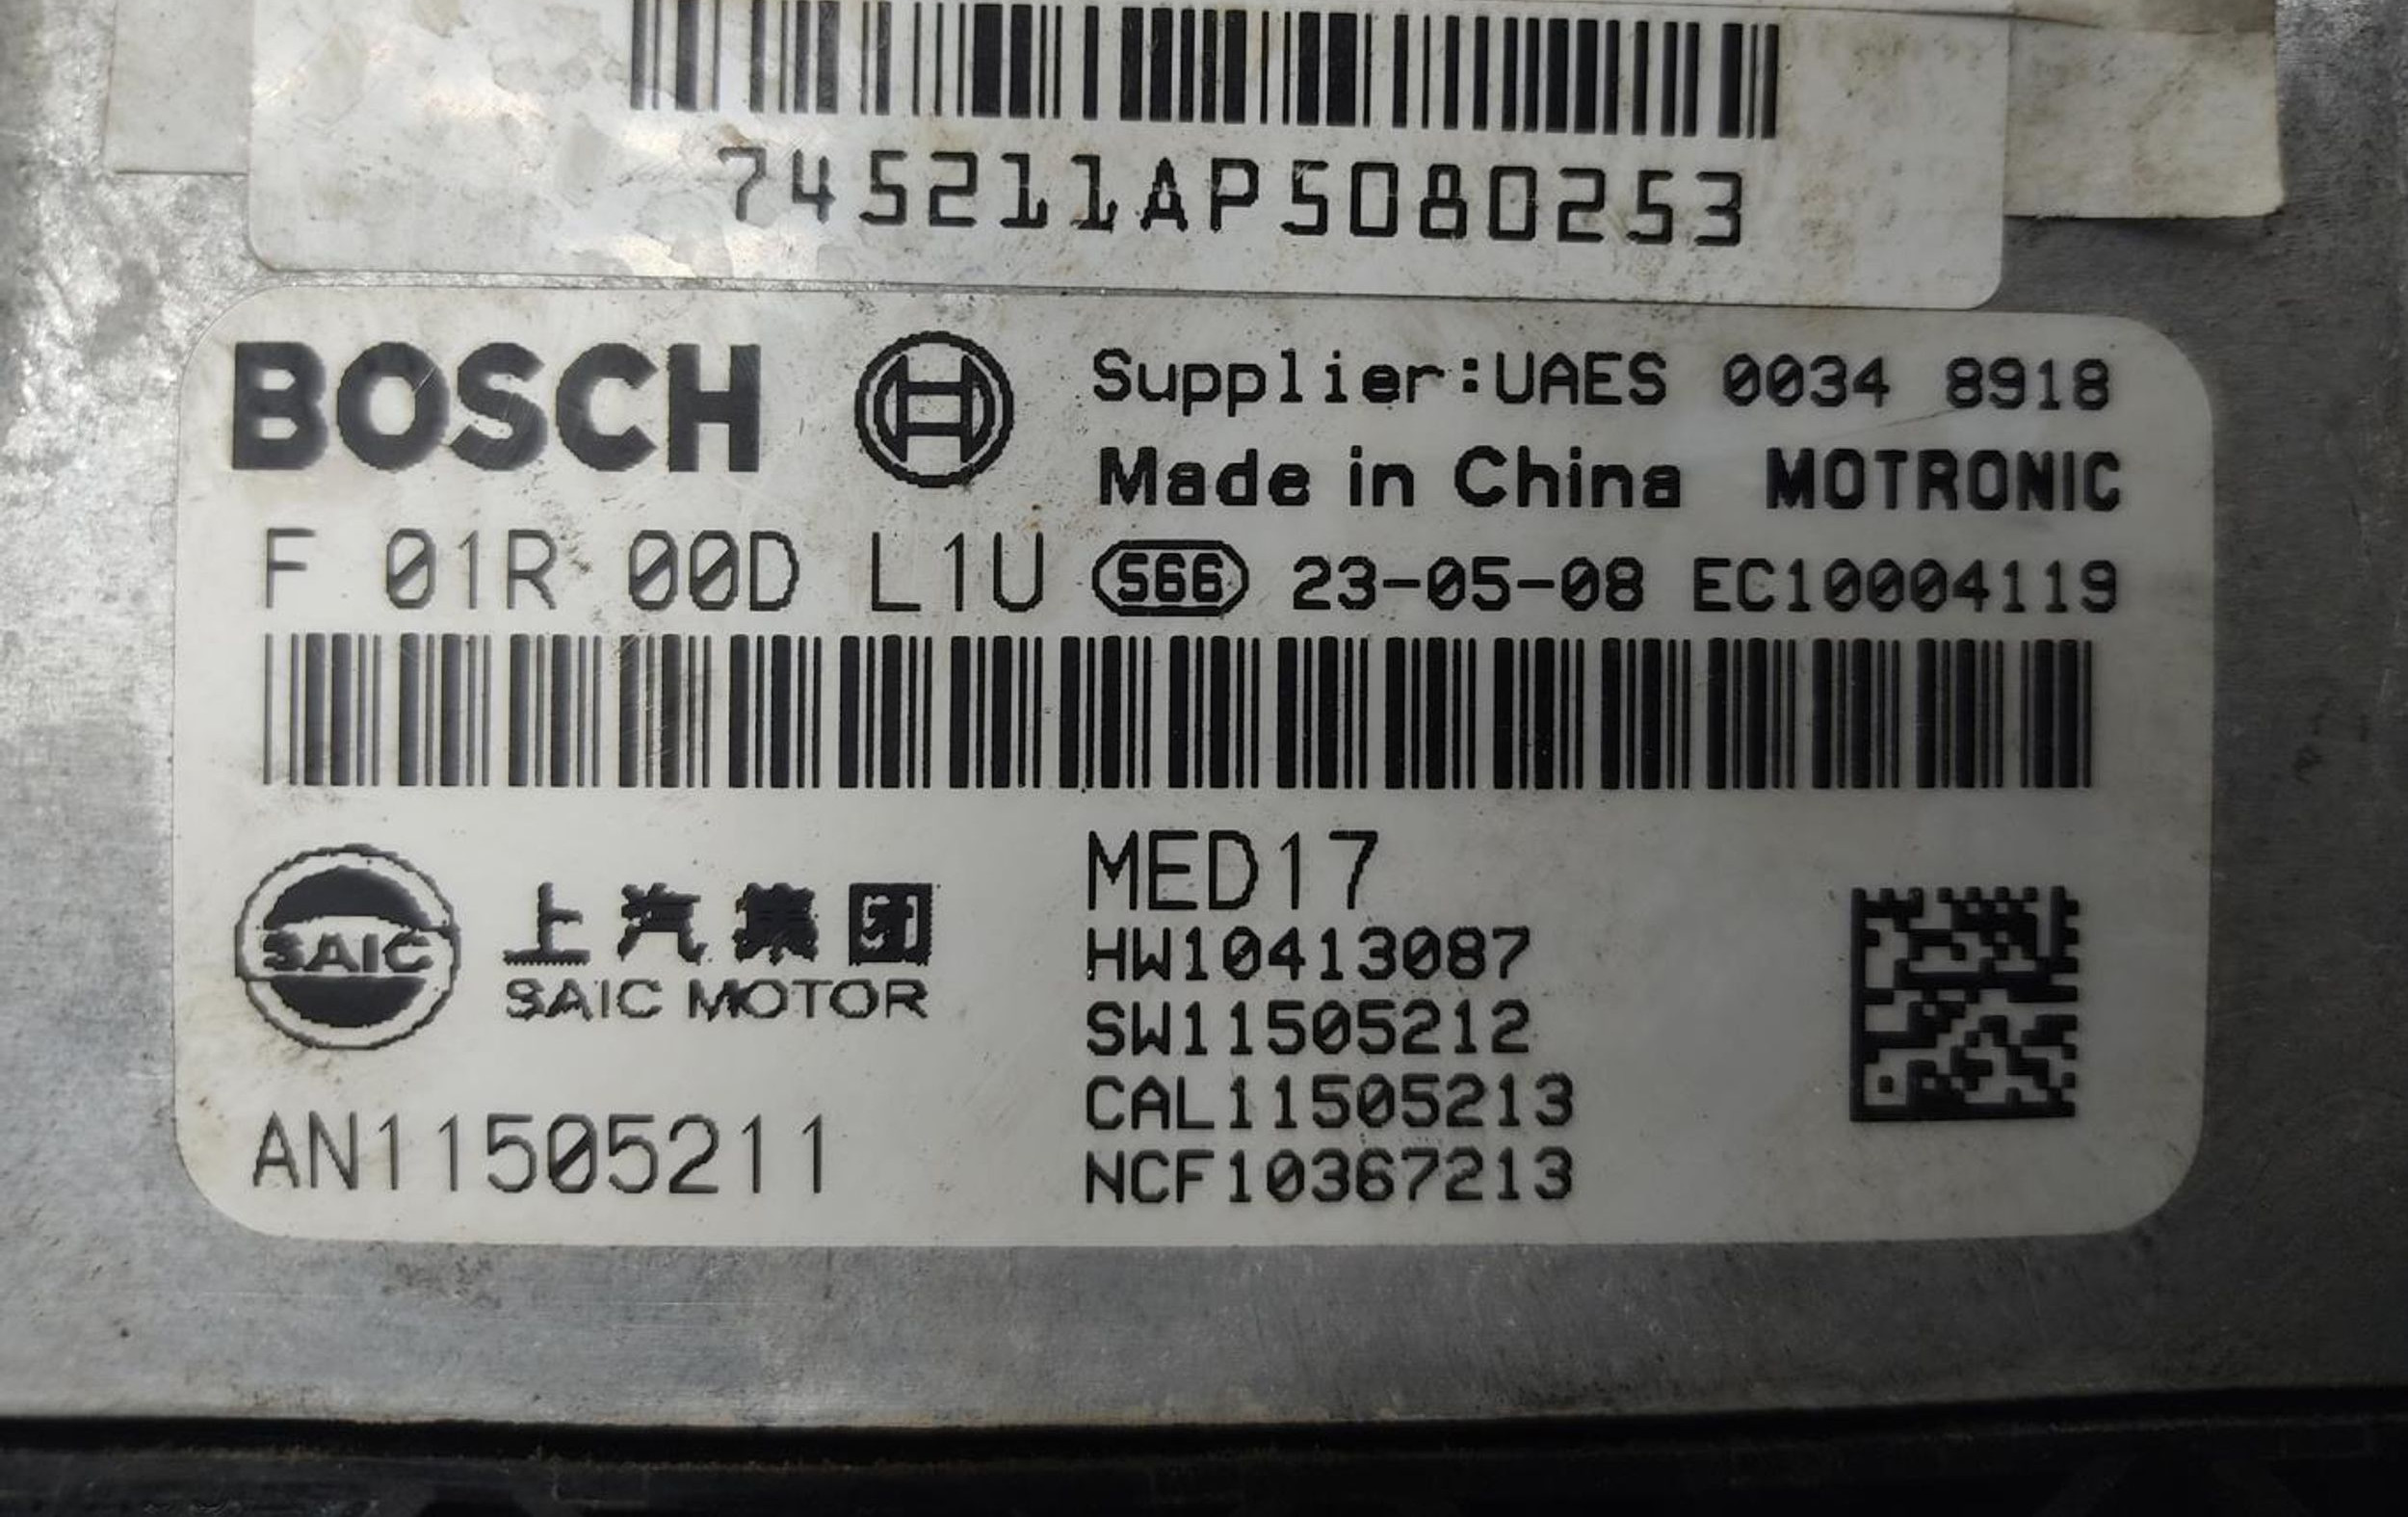 745211AP5080253
BOSCH Supplier:UAES 0034 8918
Made in China MOTRONIC
F 01R 00D L1U 566 23-05-08 EC10004119
MED17
SAIC 上汽集团 HW10413087
SAIC MOTOR SW11505212
CAL11505213
AN11505211 NCF10367213